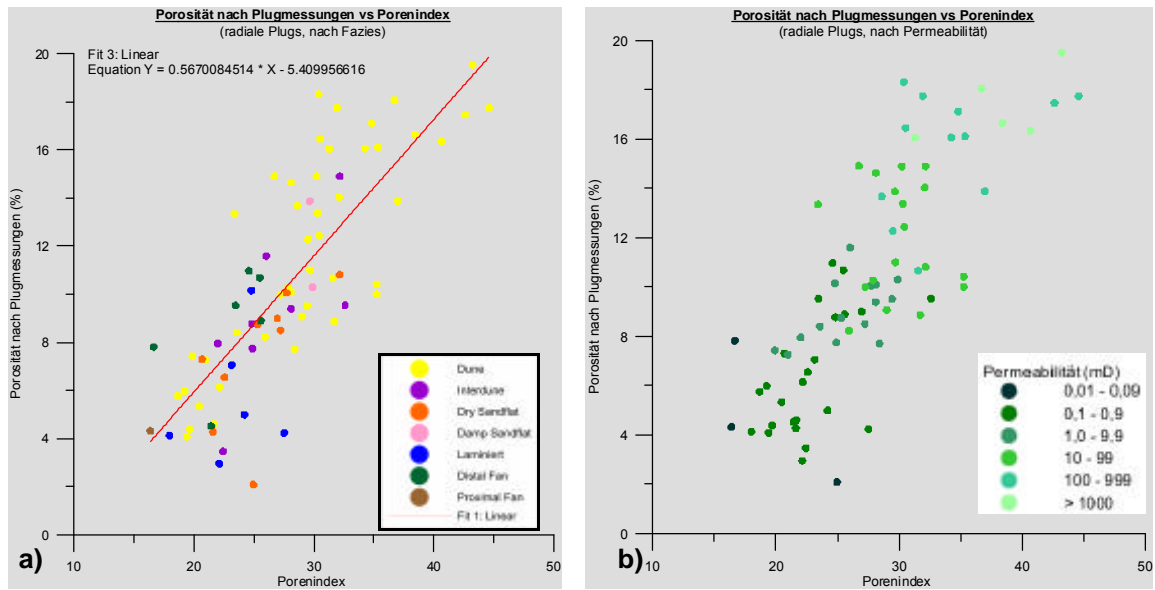 Porosität nach Plugmessungen vs Porenindex
(radiale Plugs, nach Fazies)
Fit 3: Linear
Equation Y = 0.5670084514 * X - 5.409956616
Porosität nach Plugmessungen (%)
20
16
12
8
4
0
10
20
30
40
50
Porenindex
a)
Dune
Interdune
Dry Sandflat
Damp Sandflat
Laminiert
Distal Fan
Proximal Fan
Fit 1: Linear
Porosität nach Plugmessungen vs Porenindex
(radiale Plugs, nach Permeabilität)
Porosität nach Plugmessungen (%)
20
16
12
8
4
0
10
20
30
40
50
Porenindex
b)
Permeabilität (mD)
0,01 - 0,09
0,1 - 0,9
1,0 - 9,9
10 - 99
100 - 999
> 1000